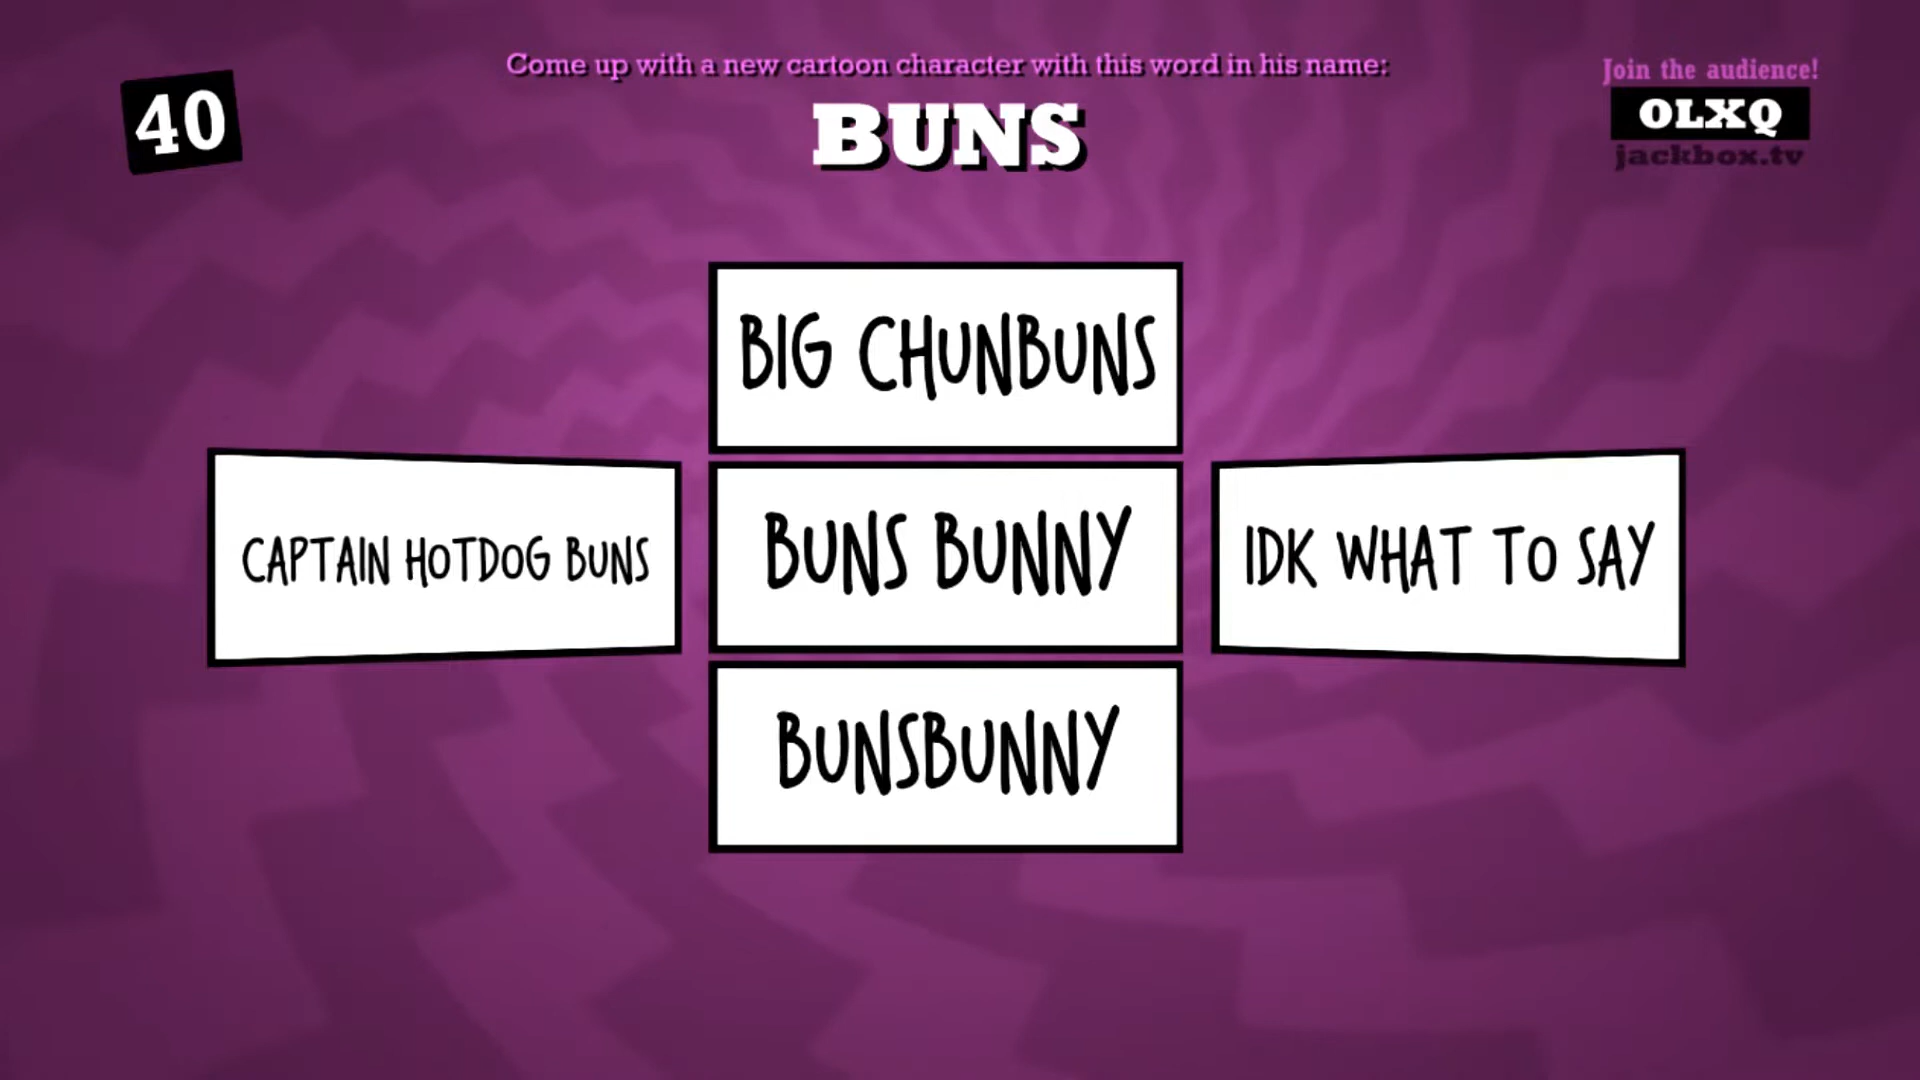 40
Come up with a new cartoon character with this word in his name:
BUNS
Join the audience!
OLXQ
jackbox.tv
BIG CHUNBUNS
CAPTAIN HOTDOG BUNS
BUNS BUNNY
IDK WHAT TO SAY
BUNSBUNNY